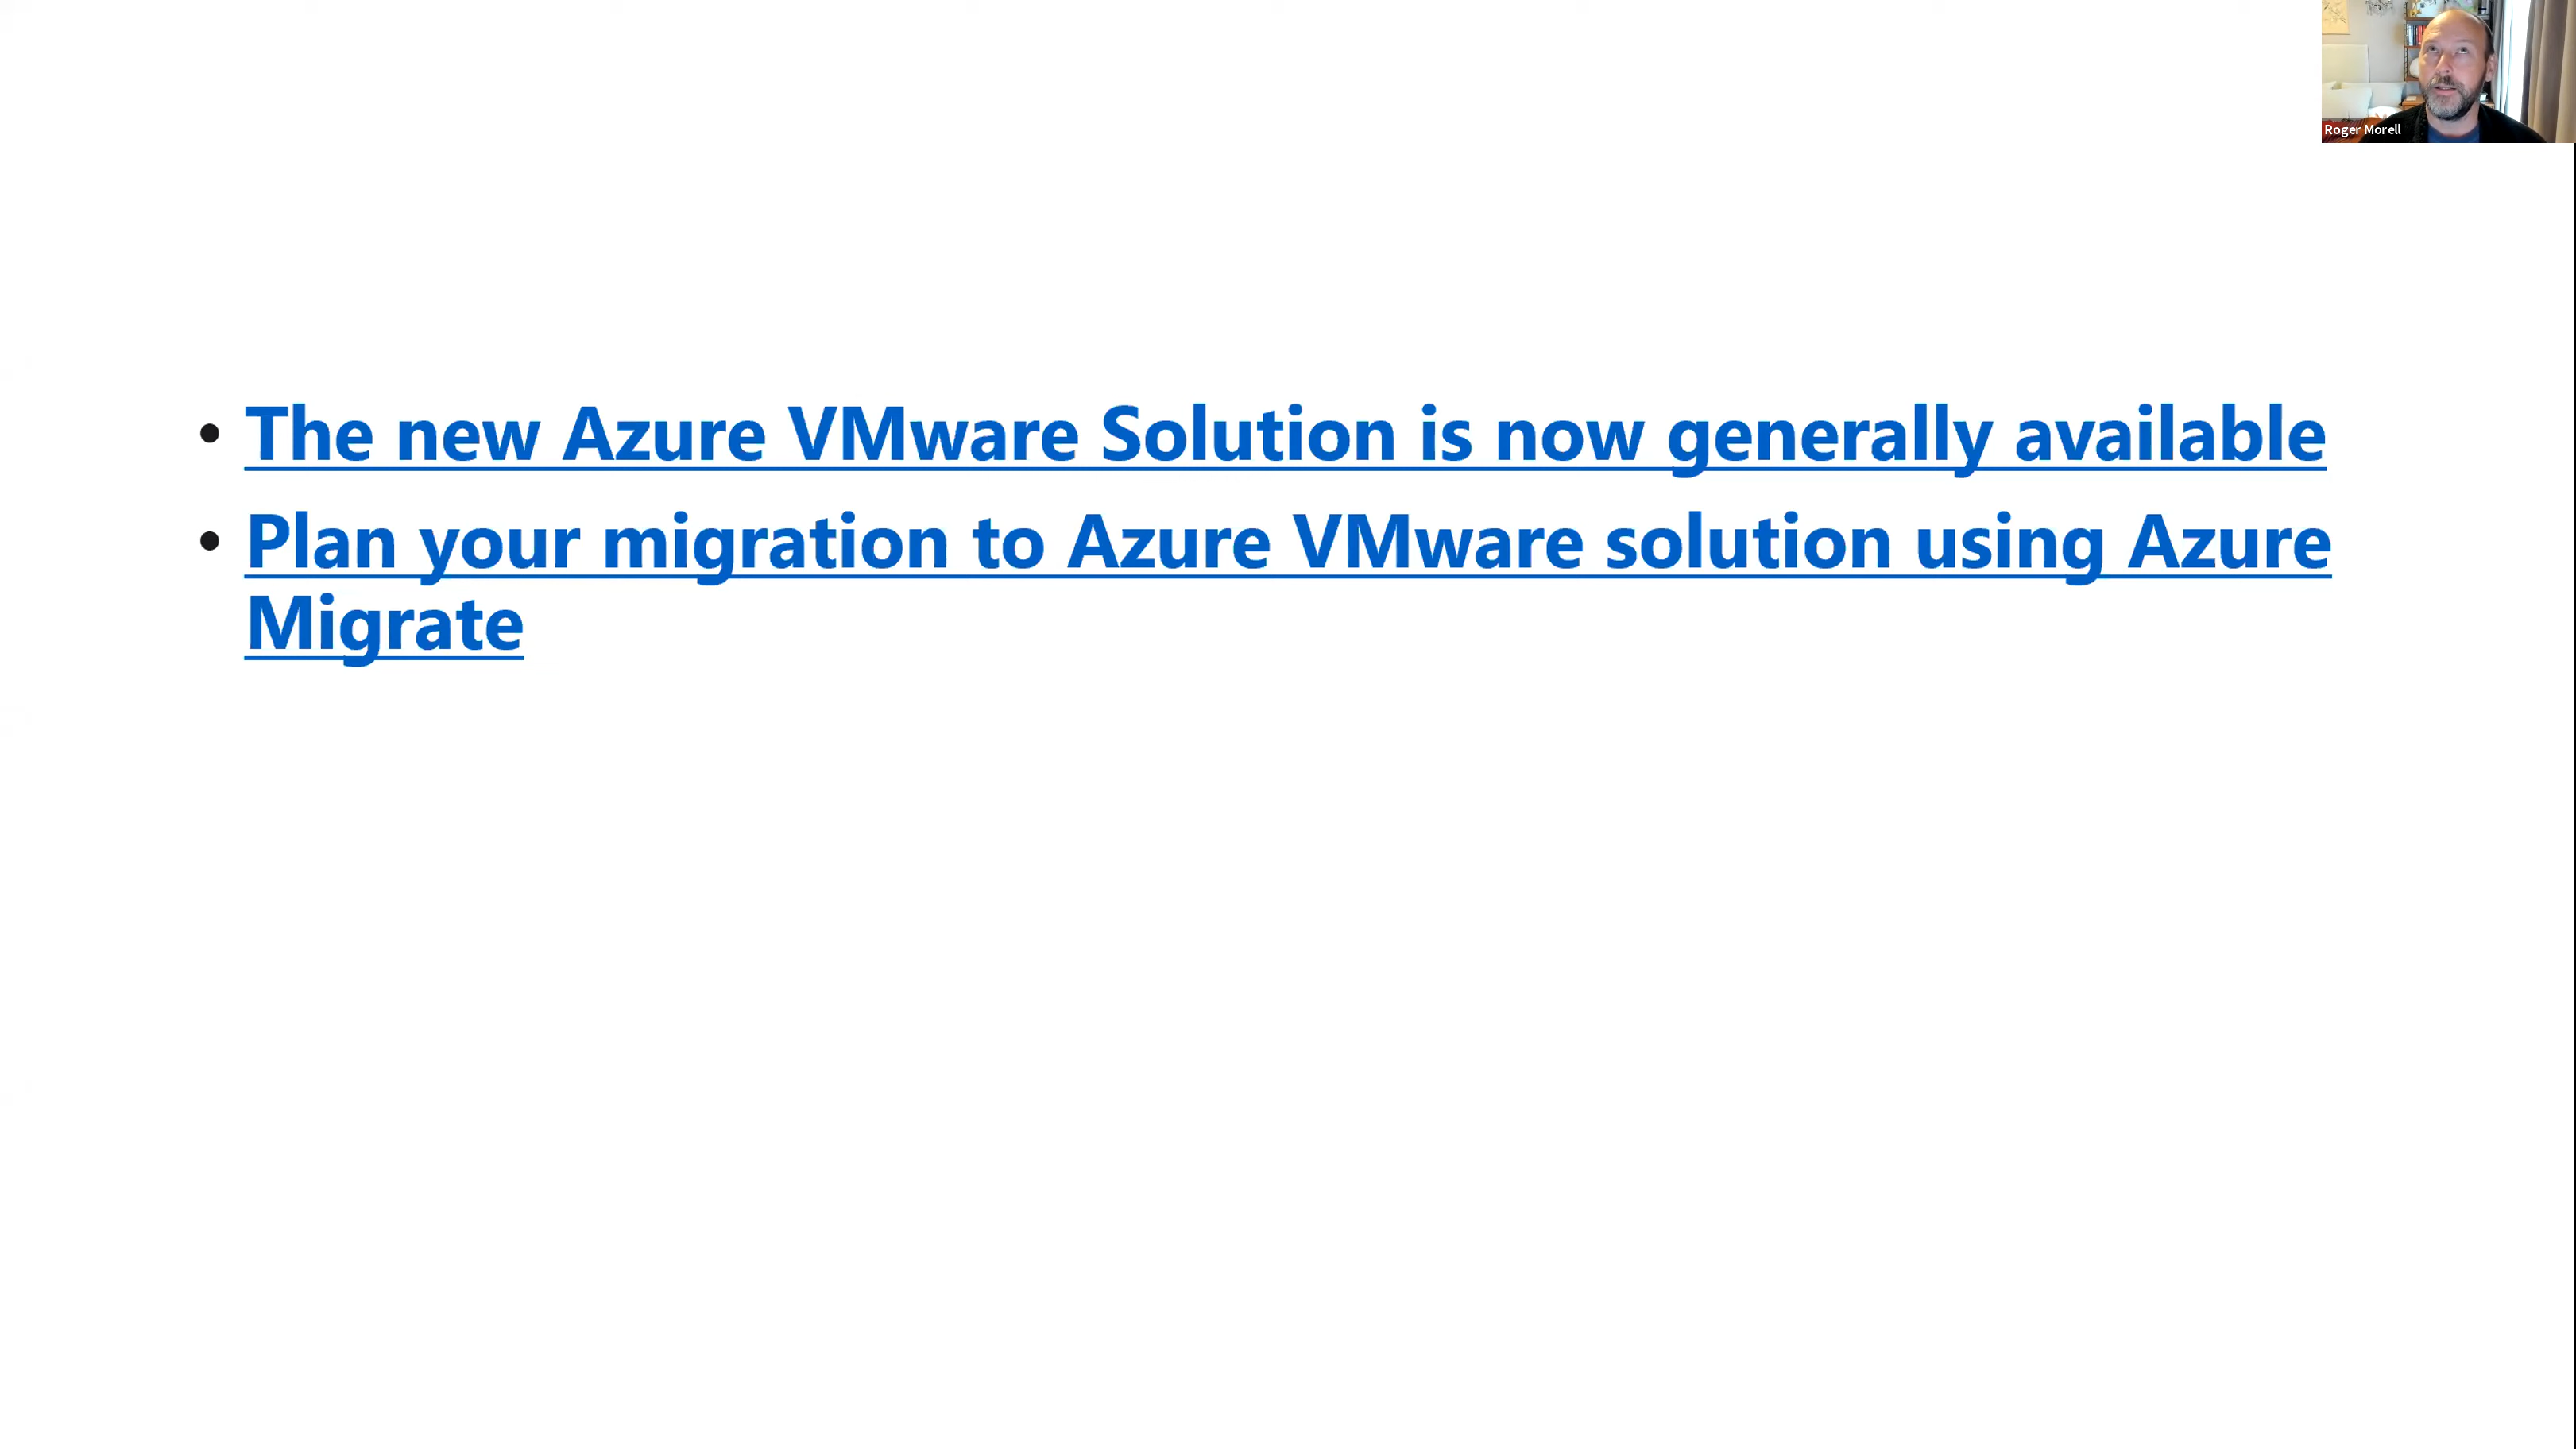 Roger Morell
• The new Azure VMware Solution is now generally available
• Plan your migration to Azure VMware solution using Azure
Migrate